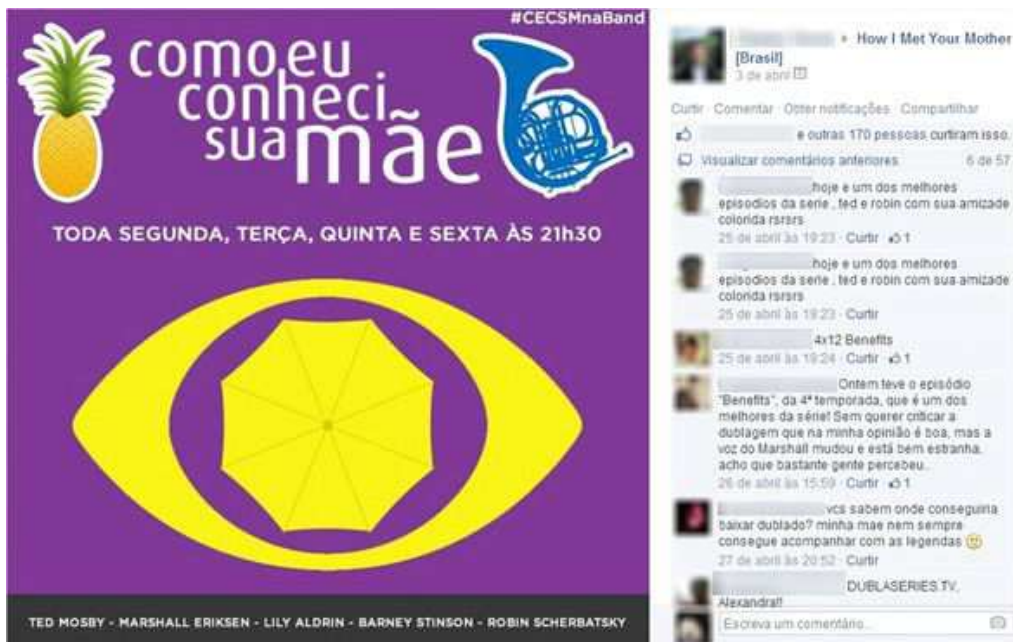 #CECSMnaBand
como eu
conheci
sua mãe
TODA SEGUNDA, TERÇA, QUINTA E SEXTA ÀS 21h30
TED MOSBY - MARSHALL ERIKSEN - LILY ALDRIN - BARNEY STINSON - ROBIN SCHERBATSKY
How I Met Your Mother
[Brasil]
3 de abril
Curtir · Comentar · Obter notificações · Compartilhar
e outras 170 pessoas curtiram isso.
Visualizar comentários anteriores 6 de 57
hoje e um dos melhores
episodios da serie , ted e robin com sua amizade
colorida rsrsrs
25 de abril às 19:23 · Curtir · 1
hoje e um dos melhores
episodios da serie , ted e robin com sua amizade
colorida rsrsrs
25 de abril às 19:23 · Curtir
4x12 Benefits
25 de abril às 19:24 · Curtir · 1
Ontem teve o episódio
"Benefits", da 4ª temporada, que é um dos
melhores da série! Sem querer criticar a
dublagem que na minha opinião é boa, mas a
voz do Marshall mudou e está bem estranha,
acho que bastante gente percebeu..
26 de abril às 15:59 · Curtir · 1
vcs sabem onde conseguiria
baixar dublado? minha mae nem sempre
consegue acompanhar com as legendas
27 de abril às 20:52 · Curtir
DUBLASERIES.TV,
Alexandra!!
Escreva um comentário...